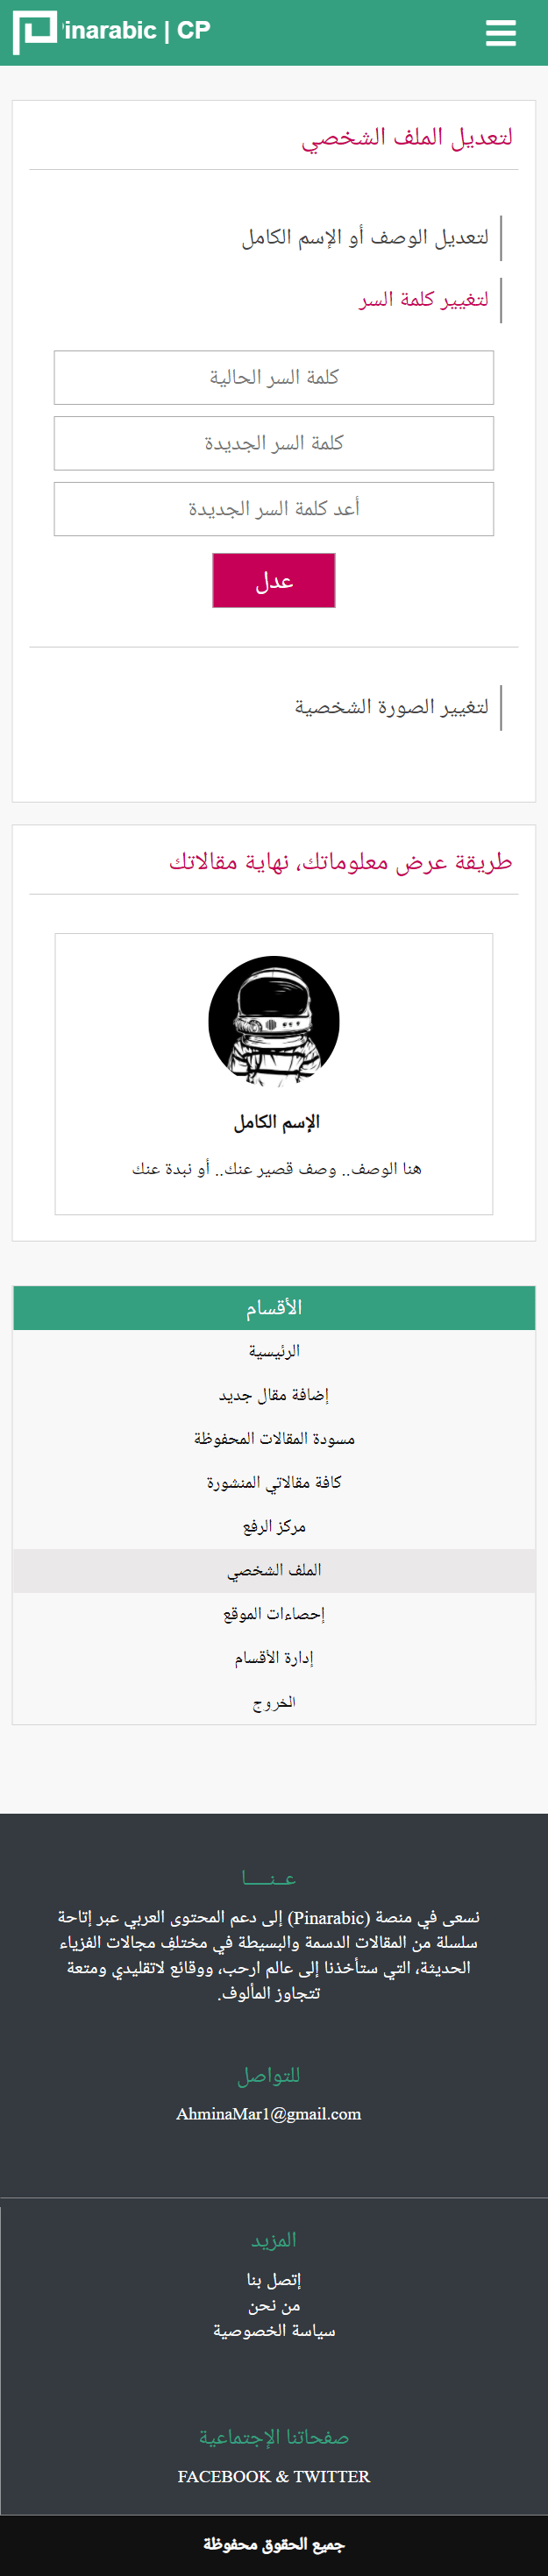 Pinarabic | CP
لتعديل الملف الشخصي
لتعديل الوصف أو الإسم الكامل
لتغيير كلمة السر
كلمة السر الحالية
كلمة السر الجديدة
أعد كلمة السر الجديدة
عدل
لتغيير الصورة الشخصية
طريقة عرض معلوماتك، نهاية مقالاتك
الإسم الكامل
هنا الوصف.. وصف قصير عنك.. أو نبدة عنك
الأقسام
الرئيسية
إضافة مقال جديد
مسودة المقالات المحفوظة
كافة مقالاتي المنشورة
مركز الرفع
الملف الشخصي
إحصاءات الموقع
إدارة الأقسام
الخروج
عــنـــــا
نسعى في منصة (Pinarabic) إلى دعم المحتوى العربي عبر إتاحة
سلسلة من المقالات الدسمة والبسيطة في مختلفِ مجالات الفزياء
الحديثة، التي ستأخذنا إلى عالم ارحب، ووقائع لاتقليدي ومتعة
تتجاوز المألوف.
للتواصل
AhminaMar1@gmail.com
المزيد
إتصل بنا
من نحن
سياسة الخصوصية
صفحاتنا الإجتماعية
FACEBOOK & TWITTER
جميع الحقوق محفوظة